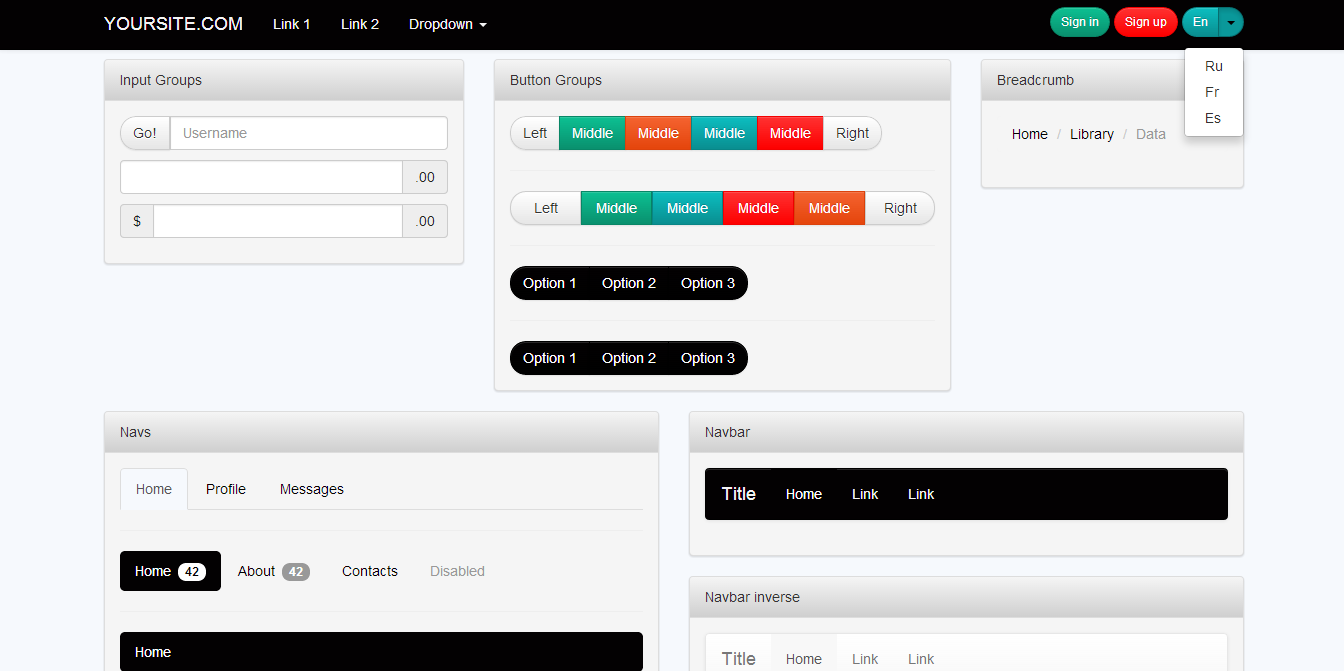 YOURSITE.COM Link 1 Link 2 Dropdown Sign in Sign up En
Ru
Fr
Es
Input Groups
Go! Username
.00
$ .00
Button Groups
Left Middle Middle Middle Middle Right
Left Middle Middle Middle Middle Right
Option 1 Option 2 Option 3
Option 1 Option 2 Option 3
Breadcrumb
Home / Library / Data
Navs
Home Profile Messages
Home 42 About 42 Contacts Disabled
Home
Navbar
Title Home Link Link
Navbar inverse
Title Home Link Link